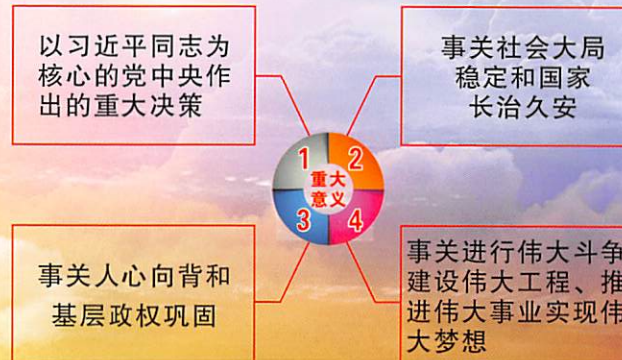 以习近平同志为
核心的党中央作
出的重大决策
事关社会大局
稳定和国家
长治久安
1
2
重大
意义
3
4
事关人心向背和
基层政权巩固
事关进行伟大斗争
建设伟大工程、推
进伟大事业实现伟
大梦想